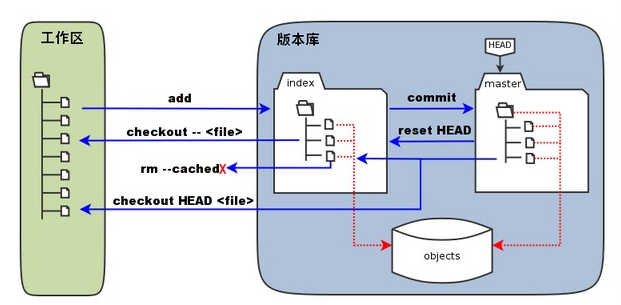 工作区
版本库
HEAD
index
master
add
commit
checkout -- <file>
reset HEAD
rm --cached
X
checkout HEAD <file>
objects